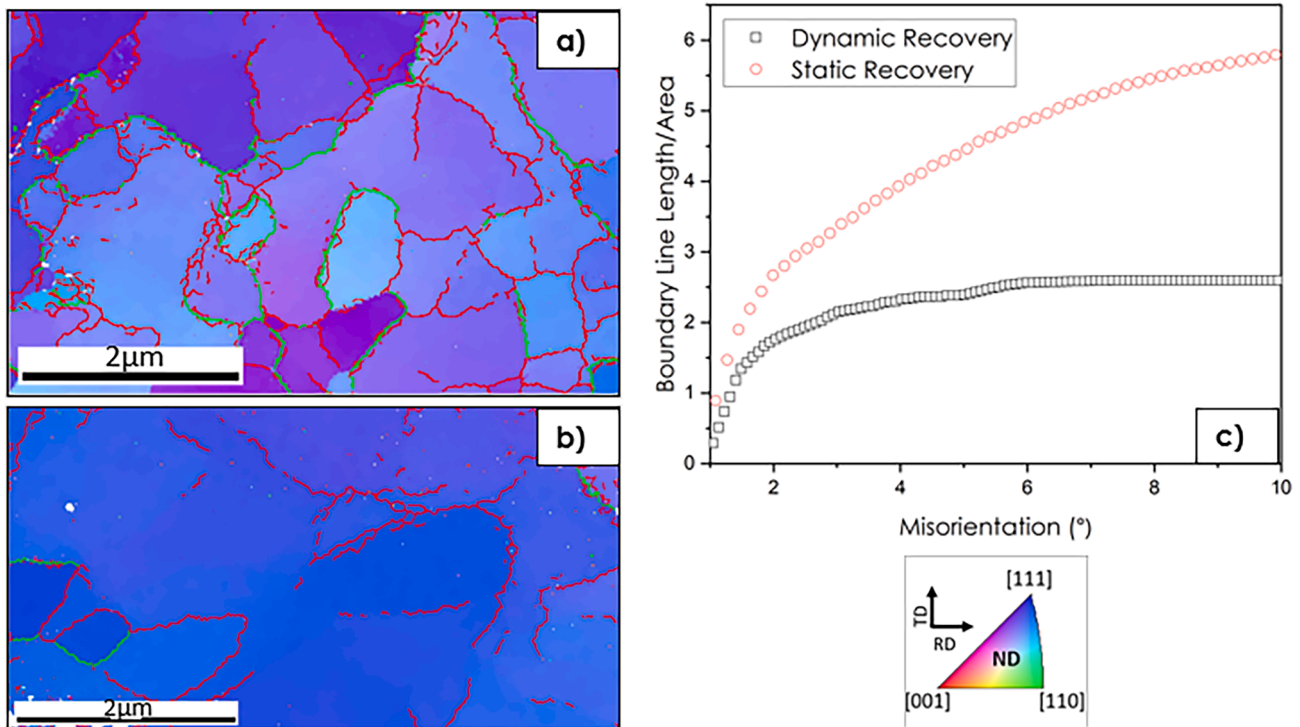 a)
2μm
b)
2μm
Dynamic Recovery
Static Recovery
Boundary Line Length/Area
6
5
4
3
2
1
0
2
4
6
8
10
c)
Misorientation (°)
[111]
TD
RD
ND
[001]
[110]